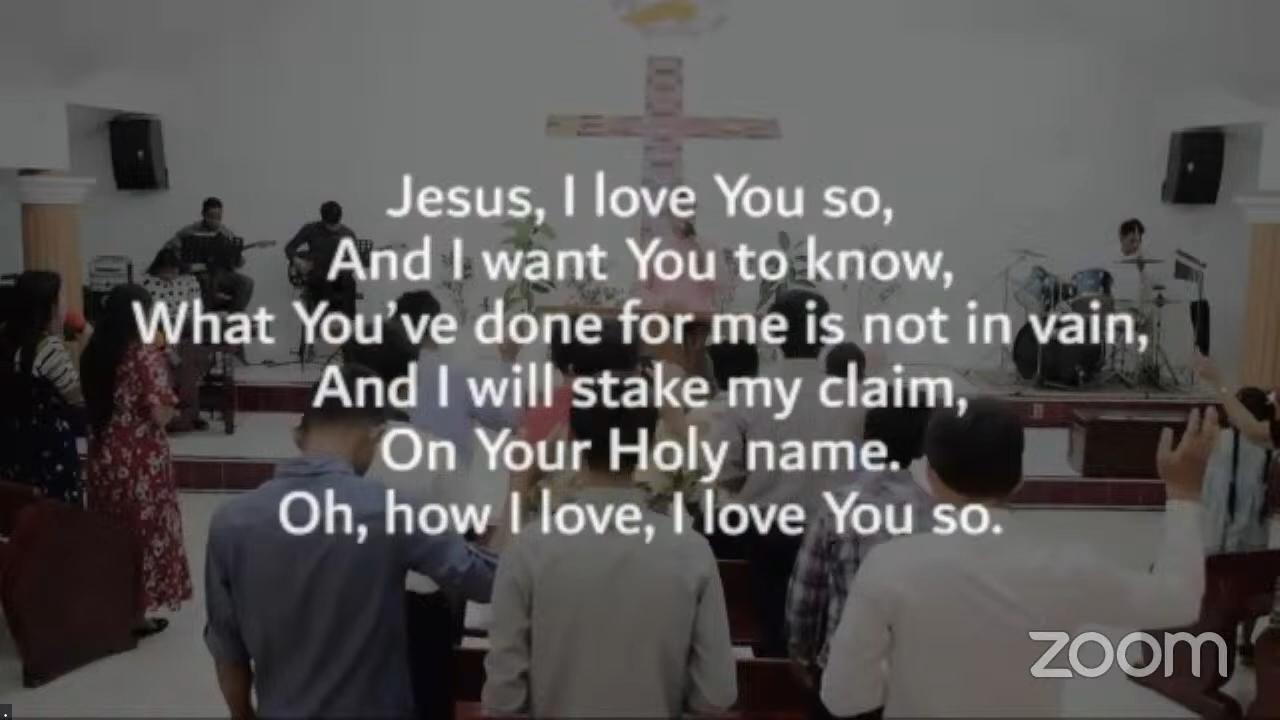 Jesus, I love You so,
And I want You to know,
What You've done for me is not in vain,
And I will stake my claim,
On Your Holy name.
Oh, how I love, I love You so.
zoom